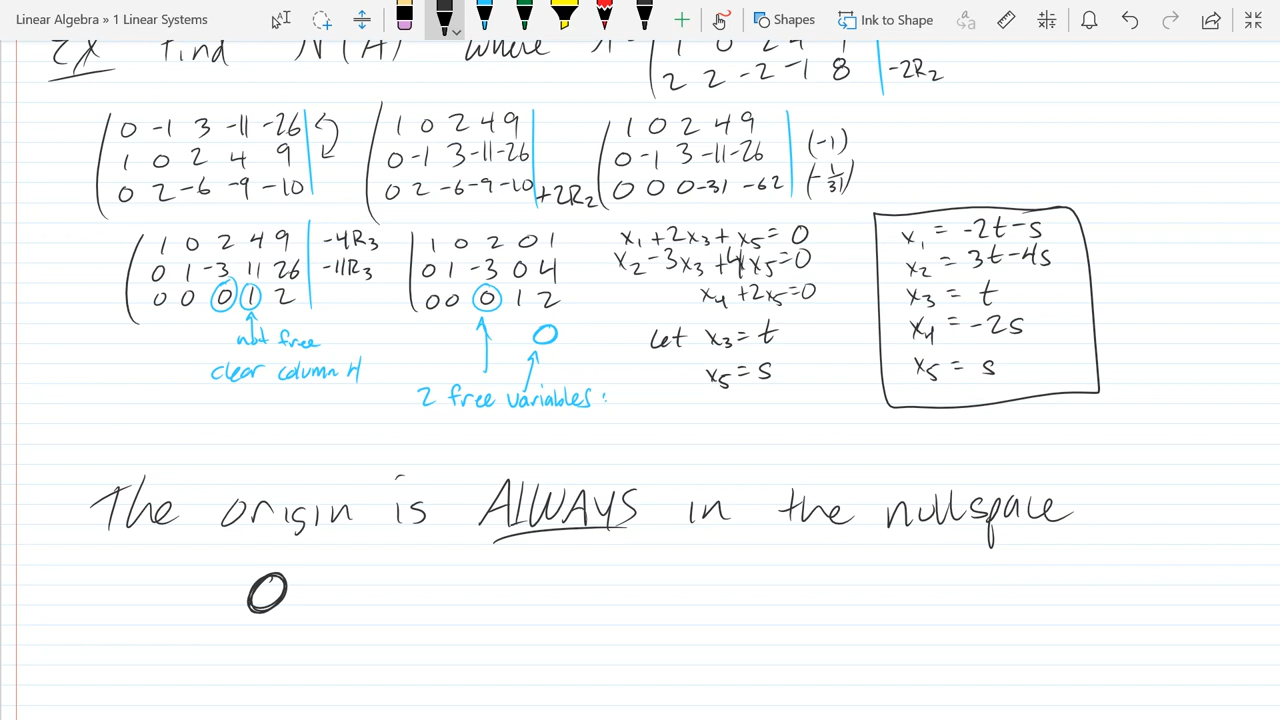 Linear Algebra » 1 Linear Systems
Shapes
Ink to Shape
Ex Find N(A) where A =
1 0 2 4 1
2 2 -2 -1 8 -2R2
0 -1 3 -11 -26
1 0 2 4 9
0 2 -6 -9 -10
1 0 2 4 9
0 -1 3 -11 -26
0 2 -6 -9 -10 +2R2
1 0 2 4 9
0 -1 3 -11 -26 (-1)
0 0 0 -31 -62 (-1/31)
1 0 2 4 9 -4R3
0 1 -3 11 26 -11R3
0 0 0 1 2
not free
clear column 4
1 0 2 0 1
0 1 -3 0 4
0 0 0 1 2
0
2 free variables:
x1 + 2x3 + x5 = 0
x2 - 3x3 + 4x5 = 0
x4 + 2x5 = 0
Let x3 = t
x5 = s
x1 = -2t - s
x2 = 3t - 4s
x3 = t
x4 = -2s
x5 = s
The origin is ALWAYS in the nullspace
0